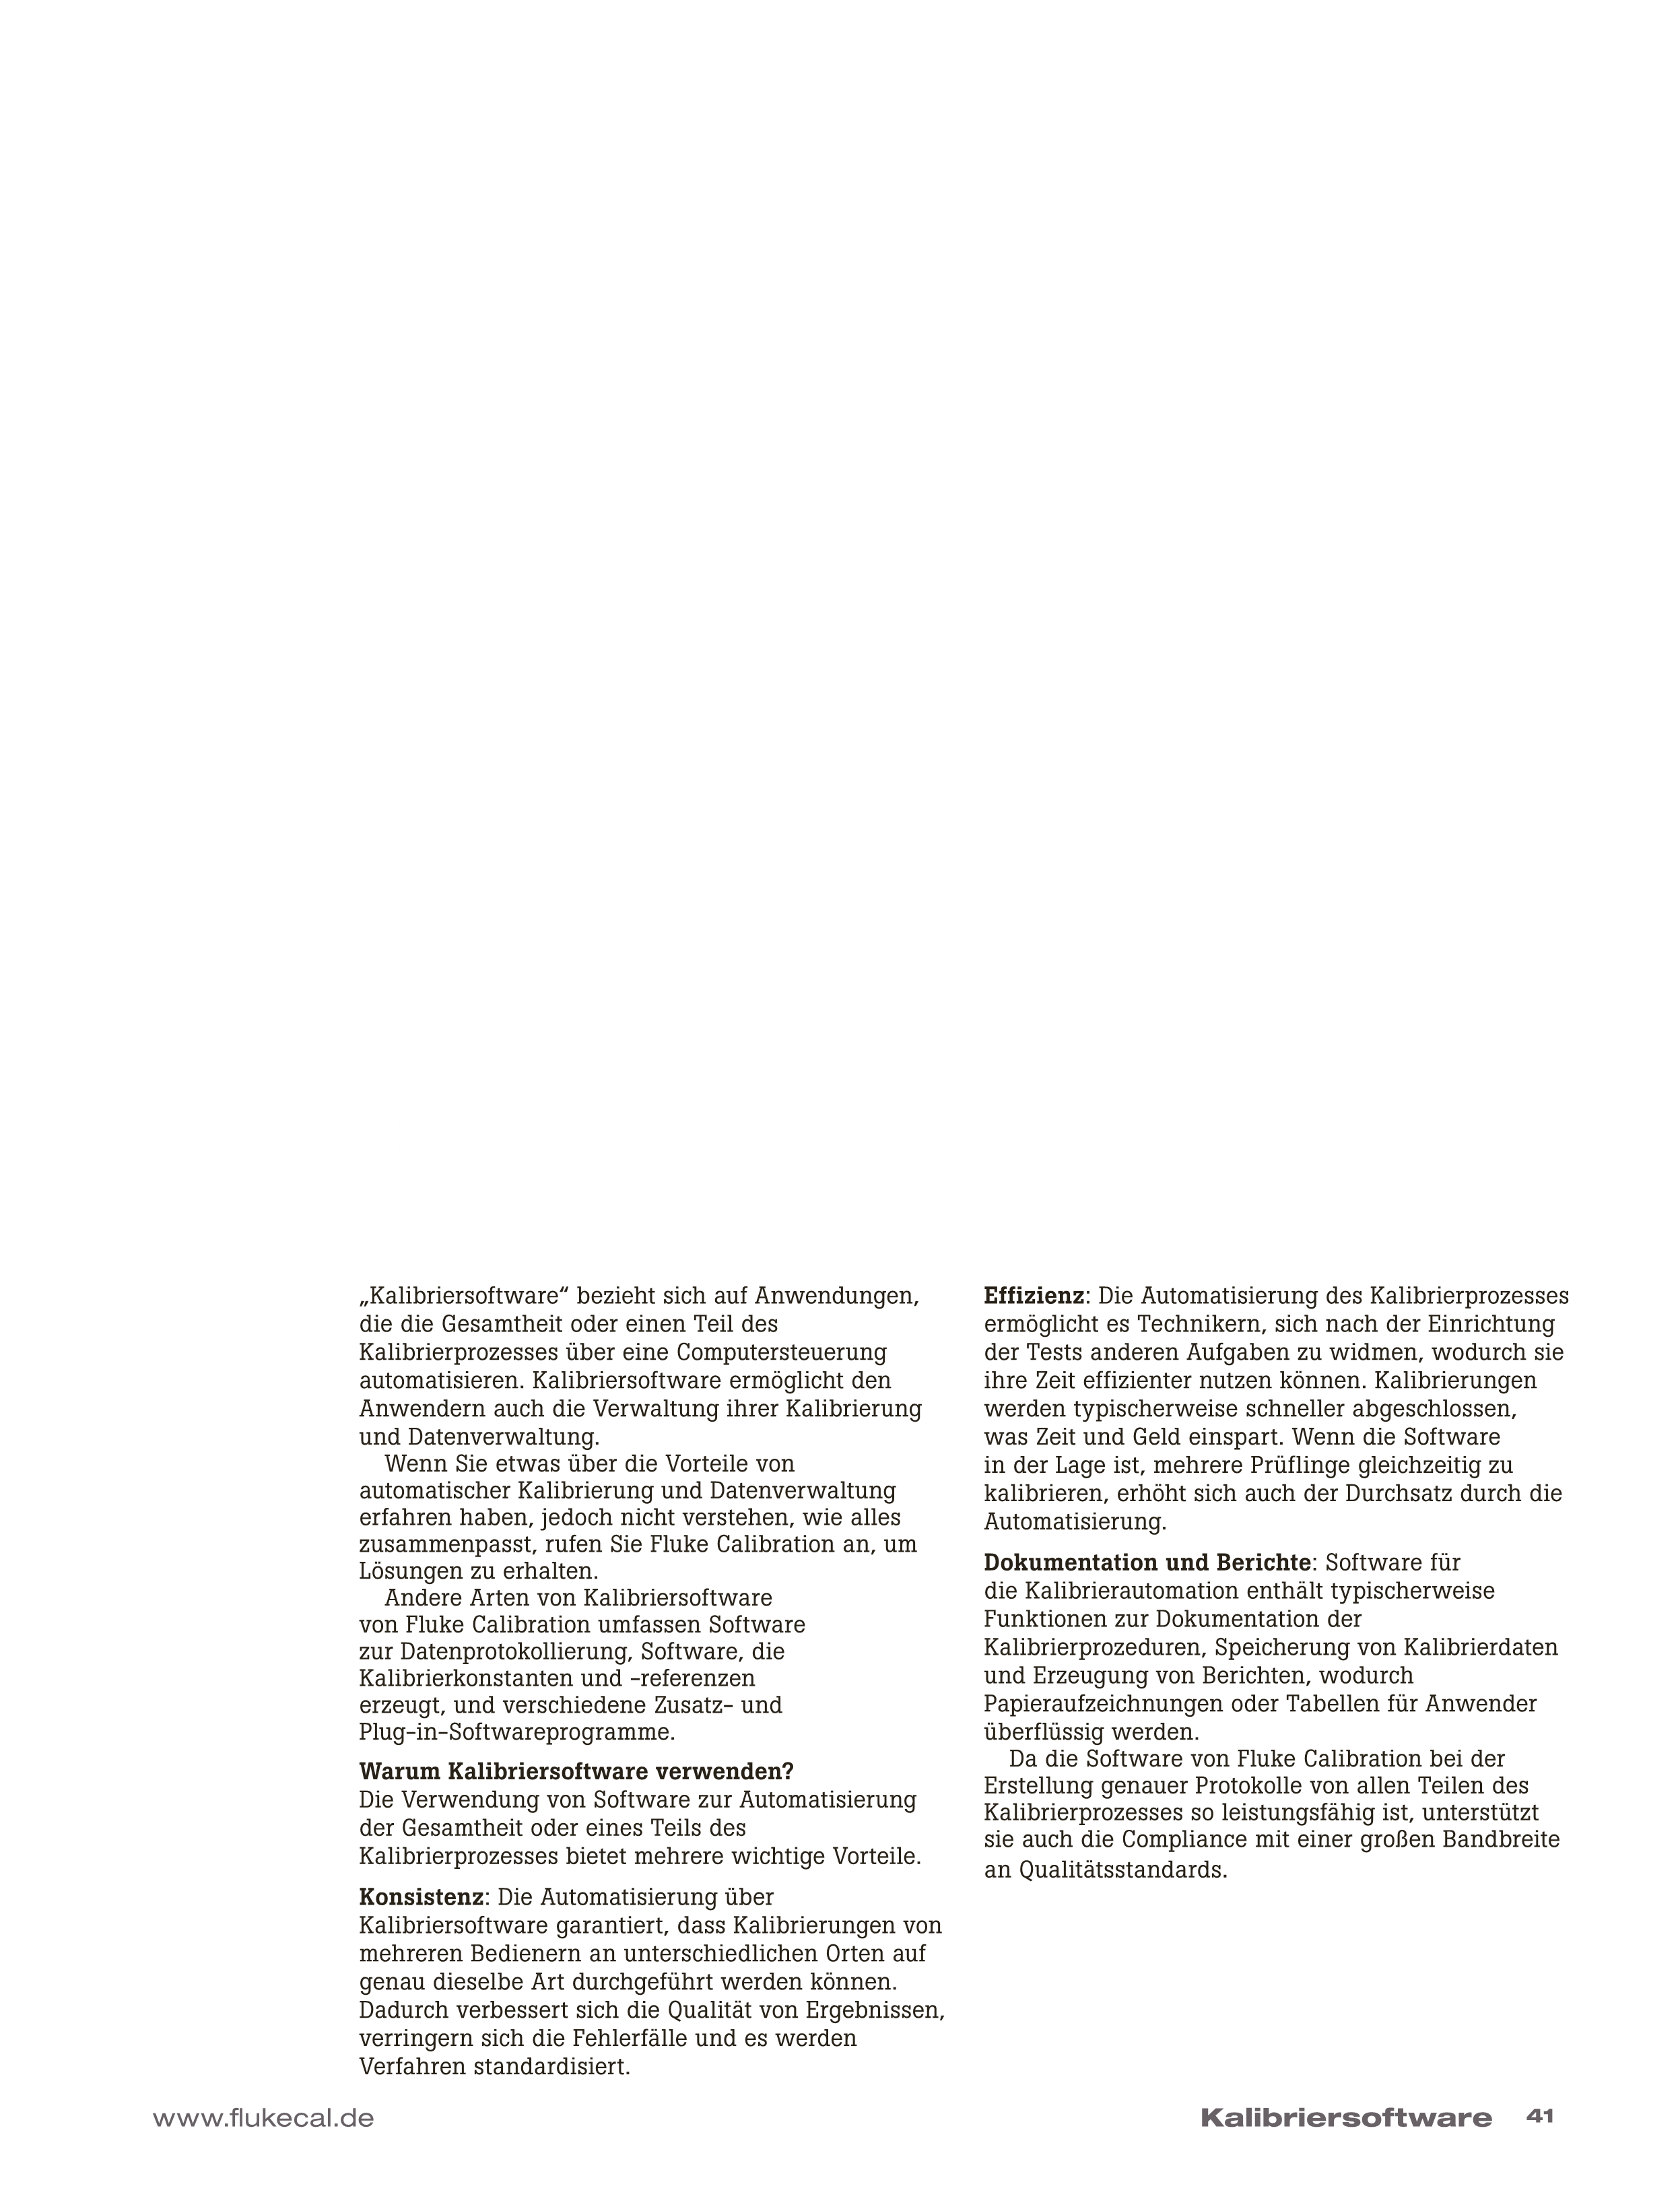 „Kalibriersoftware“ bezieht sich auf Anwendungen,
die die Gesamtheit oder einen Teil des
Kalibrierprozesses über eine Computersteuerung
automatisieren. Kalibriersoftware ermöglicht den
Anwendern auch die Verwaltung ihrer Kalibrierung
und Datenverwaltung.
Wenn Sie etwas über die Vorteile von
automatischer Kalibrierung und Datenverwaltung
erfahren haben, jedoch nicht verstehen, wie alles
zusammenpasst, rufen Sie Fluke Calibration an, um
Lösungen zu erhalten.
Andere Arten von Kalibriersoftware
von Fluke Calibration umfassen Software
zur Datenprotokollierung, Software, die
Kalibrierkonstanten und -referenzen
erzeugt, und verschiedene Zusatz- und
Plug-in-Softwareprogramme.
Warum Kalibriersoftware verwenden?
Die Verwendung von Software zur Automatisierung
der Gesamtheit oder eines Teils des
Kalibrierprozesses bietet mehrere wichtige Vorteile.
Konsistenz: Die Automatisierung über
Kalibriersoftware garantiert, dass Kalibrierungen von
mehreren Bedienern an unterschiedlichen Orten auf
genau dieselbe Art durchgeführt werden können.
Dadurch verbessert sich die Qualität von Ergebnissen,
verringern sich die Fehlerfälle und es werden
Verfahren standardisiert.
Effizienz: Die Automatisierung des Kalibrierprozesses
ermöglicht es Technikern, sich nach der Einrichtung
der Tests anderen Aufgaben zu widmen, wodurch sie
ihre Zeit effizienter nutzen können. Kalibrierungen
werden typischerweise schneller abgeschlossen,
was Zeit und Geld einspart. Wenn die Software
in der Lage ist, mehrere Prüflinge gleichzeitig zu
kalibrieren, erhöht sich auch der Durchsatz durch die
Automatisierung.
Dokumentation und Berichte: Software für
die Kalibrierautomation enthält typischerweise
Funktionen zur Dokumentation der
Kalibrierprozeduren, Speicherung von Kalibrierdaten
und Erzeugung von Berichten, wodurch
Papieraufzeichnungen oder Tabellen für Anwender
überflüssig werden.
Da die Software von Fluke Calibration bei der
Erstellung genauer Protokolle von allen Teilen des
Kalibrierprozesses so leistungsfähig ist, unterstützt
sie auch die Compliance mit einer großen Bandbreite
an Qualitätsstandards.
www.flukecal.de
Kalibriersoftware 41